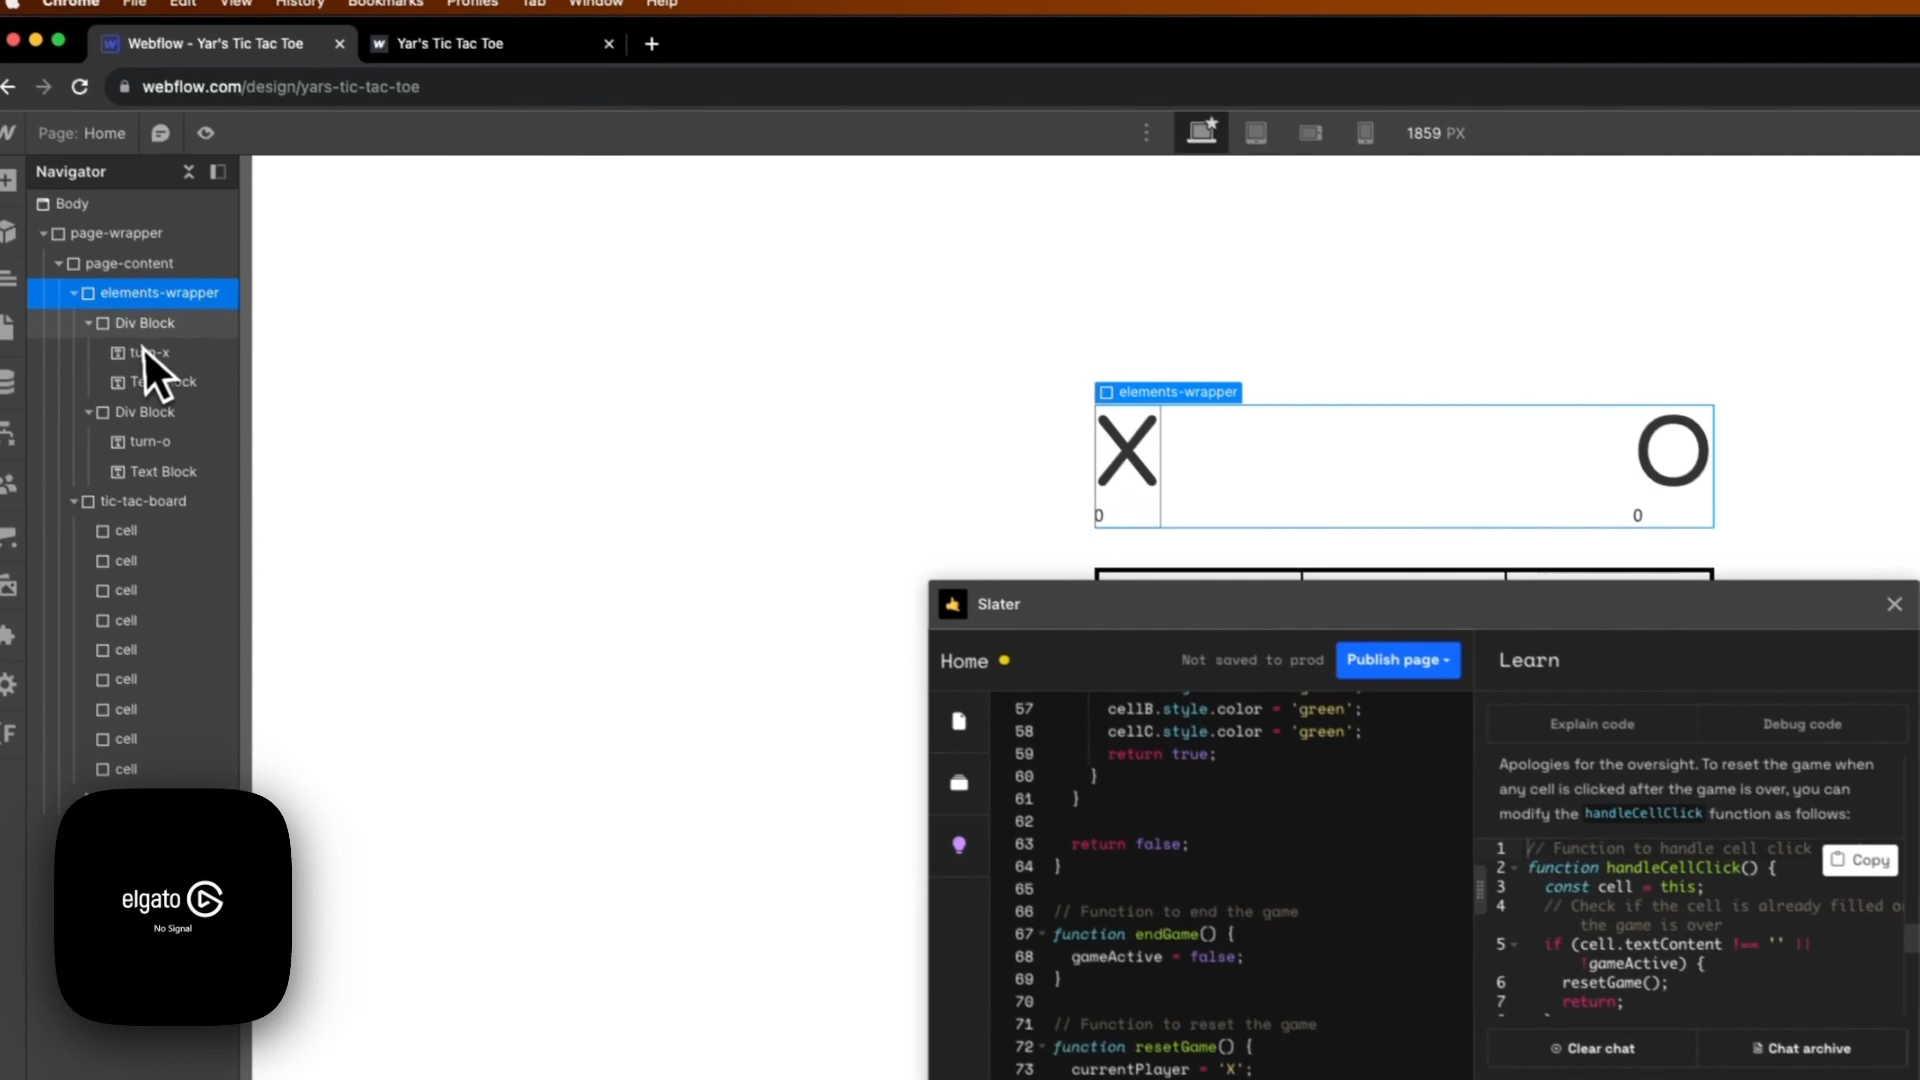 Chrome File Edit View History Bookmarks Profiles Tab Window Help
Webflow - Yar's Tic Tac Toe
Yar's Tic Tac Toe
webflow.com/design/yars-tic-tac-toe
Page: Home
1859 PX
Navigator
Body
page-wrapper
page-content
elements-wrapper
Div Block
Div Block
turn-o
Text Block
tic-tac-board
cell
cell
cell
cell
cell
cell
cell
cell
cell
elements-wrapper
X O
0 0
Slater
Home
Not saved to prod
Publish page
Learn
57 cellB.style.color = 'green';
58 cellC.style.color = 'green';
59 return true;
60 }
61 }
62
63 return false;
64 }
65
66 // Function to end the game
67 function endGame() {
68 gameActive = false;
69 }
70
71 // Function to reset the game
72 function resetGame() {
73 currentPlayer = 'X';
Explain code
Debug code
Apologies for the oversight. To reset the game when
any cell is clicked after the game is over, you can
modify the handleCellClick function as follows:
1 // Function to handle cell click
Copy
2 function handleCellClick() {
3 const cell = this;
4 // Check if the cell is already filled
the game is over
5 if (cell.textContent !== '' ||
!gameActive) {
6 resetGame();
7 return;
Clear chat
Chat archive
elgato
No Signal